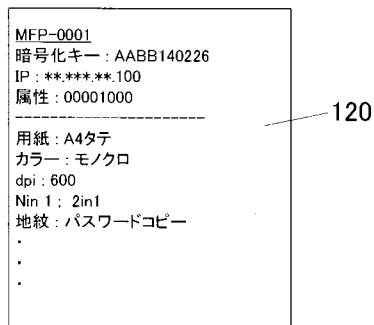 MFP-0001
暗号化キー : AABB140226
IP : **.***.**.100
属性 : 00001000
------------------------
用紙 : A4タテ
カラー : モノクロ
dpi : 600
Nin 1 ; 2in1
地紋 : パスワードコピー
・
・
・
120